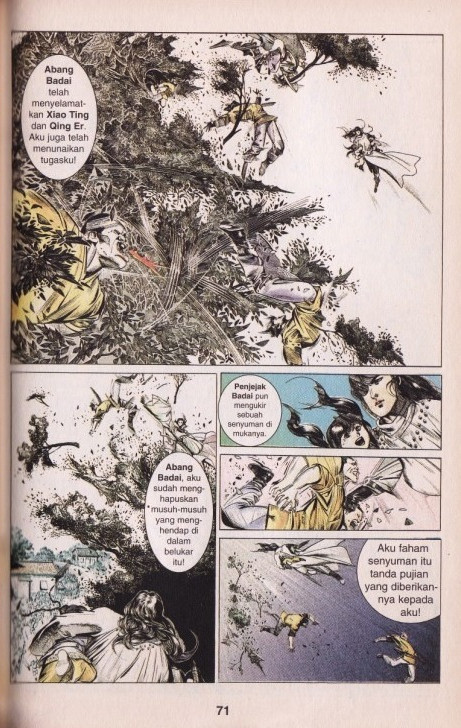 Abang
Badai
telah
menyelamat-
kan Xiao Ting
dan Qing Er.
Aku juga telah
menunaikan
tugasku!
Abang
Badai, aku
sudah meng-
hapuskan
musuh-musuh
yang meng-
hendap di
dalam
belukar
itu!
Penjejak
Badai pun
mengukir
sebuah
senyuman di
mukanya.
Aku faham
senyuman itu
tanda pujian
yang diberikan-
nya kepada
aku!
71